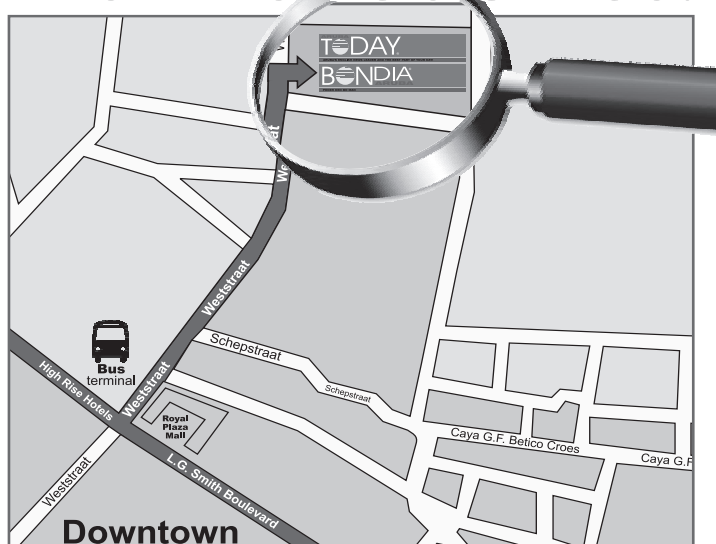 TODAY
BONDIA
W
Weststraat
Weststraat
Schepstraat
Schepstraat
Bus
terminal
High Rise Hotels
Weststraat
Royal
Plaza
Mall
Caya G.F. Betico Croes
Caya G.F
L.G. Smith Boulevard
Weststraat
Downtown